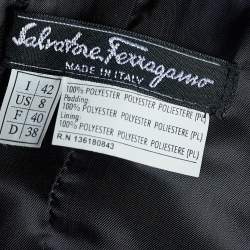 Salvatore Ferragamo
MADE IN ITALY
I 42
US 8
F 40
D 38
100% POLYESTER POLYESTER POLIESTERE [PL]
Padding:
100% POLYESTER POLYESTER POLIESTERE [PL]
Lining:
100% POLYESTER POLYESTER POLIESTERE [PL]
R.N 136180843